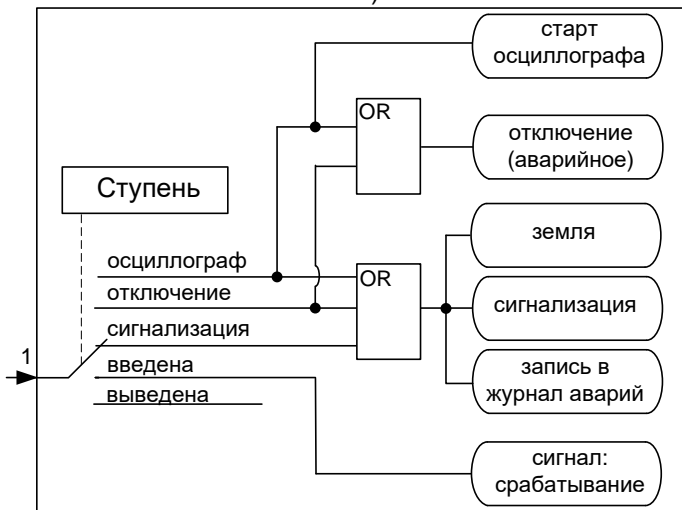 )
старт
осциллографа
OR
отключение
(аварийное)
Ступень
земля
осциллограф
OR
отключение
сигнализация
сигнализация
1
введена
запись в
журнал аварий
выведена
сигнал:
срабатывание